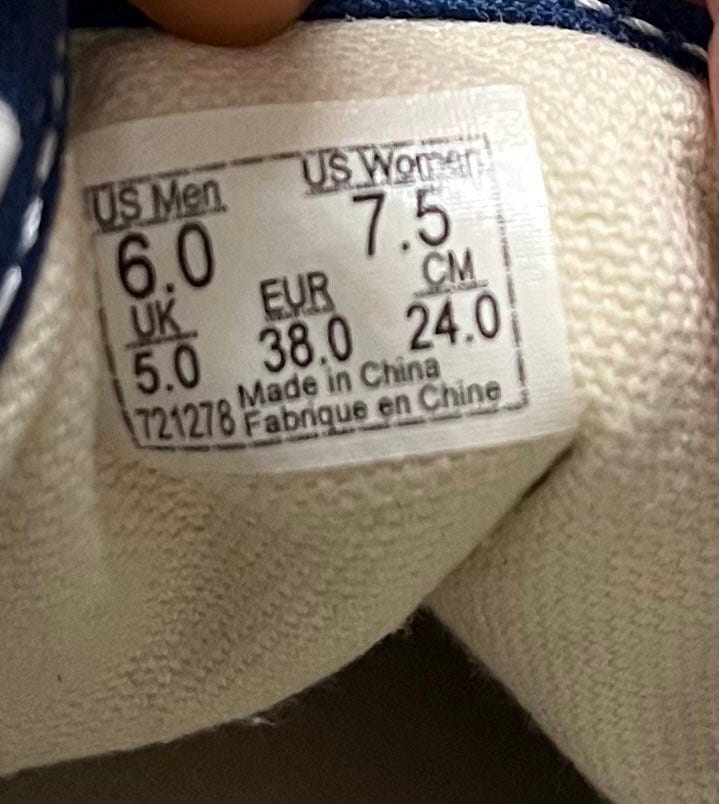 US Men US Women
6.0 7.5
UK EUR CM
5.0 38.0 24.0
Made in China
721278 Fabrique en Chine